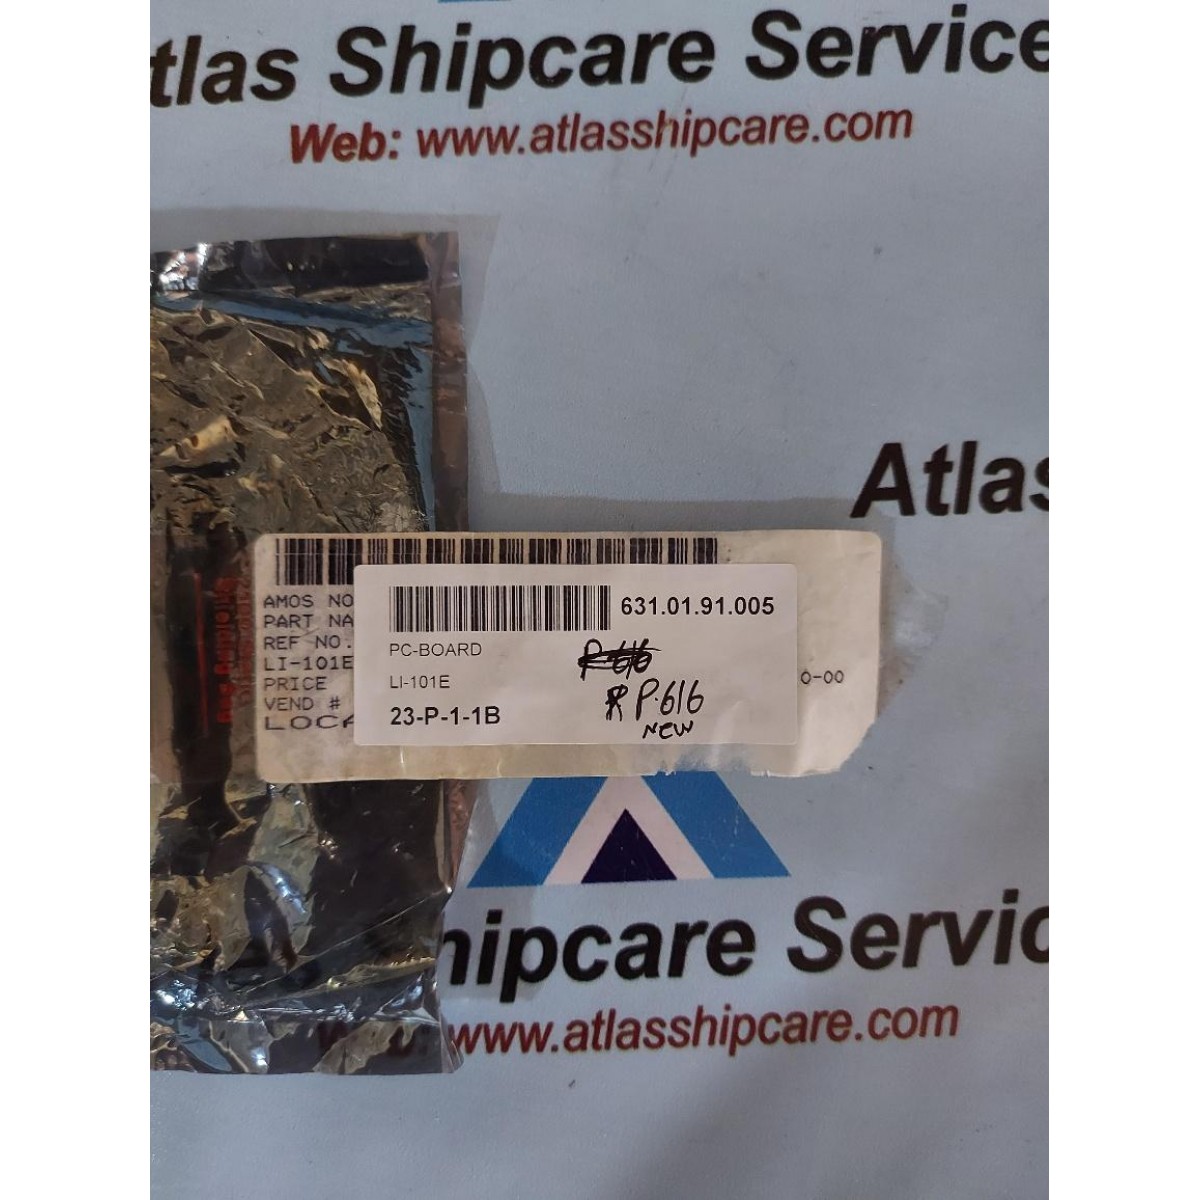 tlas Shipcare Service
Web: www.atlasshipcare.com
Atlas
AMOS NO
PART NA
REF NO.
LI-101E
PRICE
VEND #
LOCA
0-00
631.01.91.005
PC-BOARD
LI-101E
23-P-1-1B
P.616
NEW
hipcare Servic
www.atlasshipcare.com